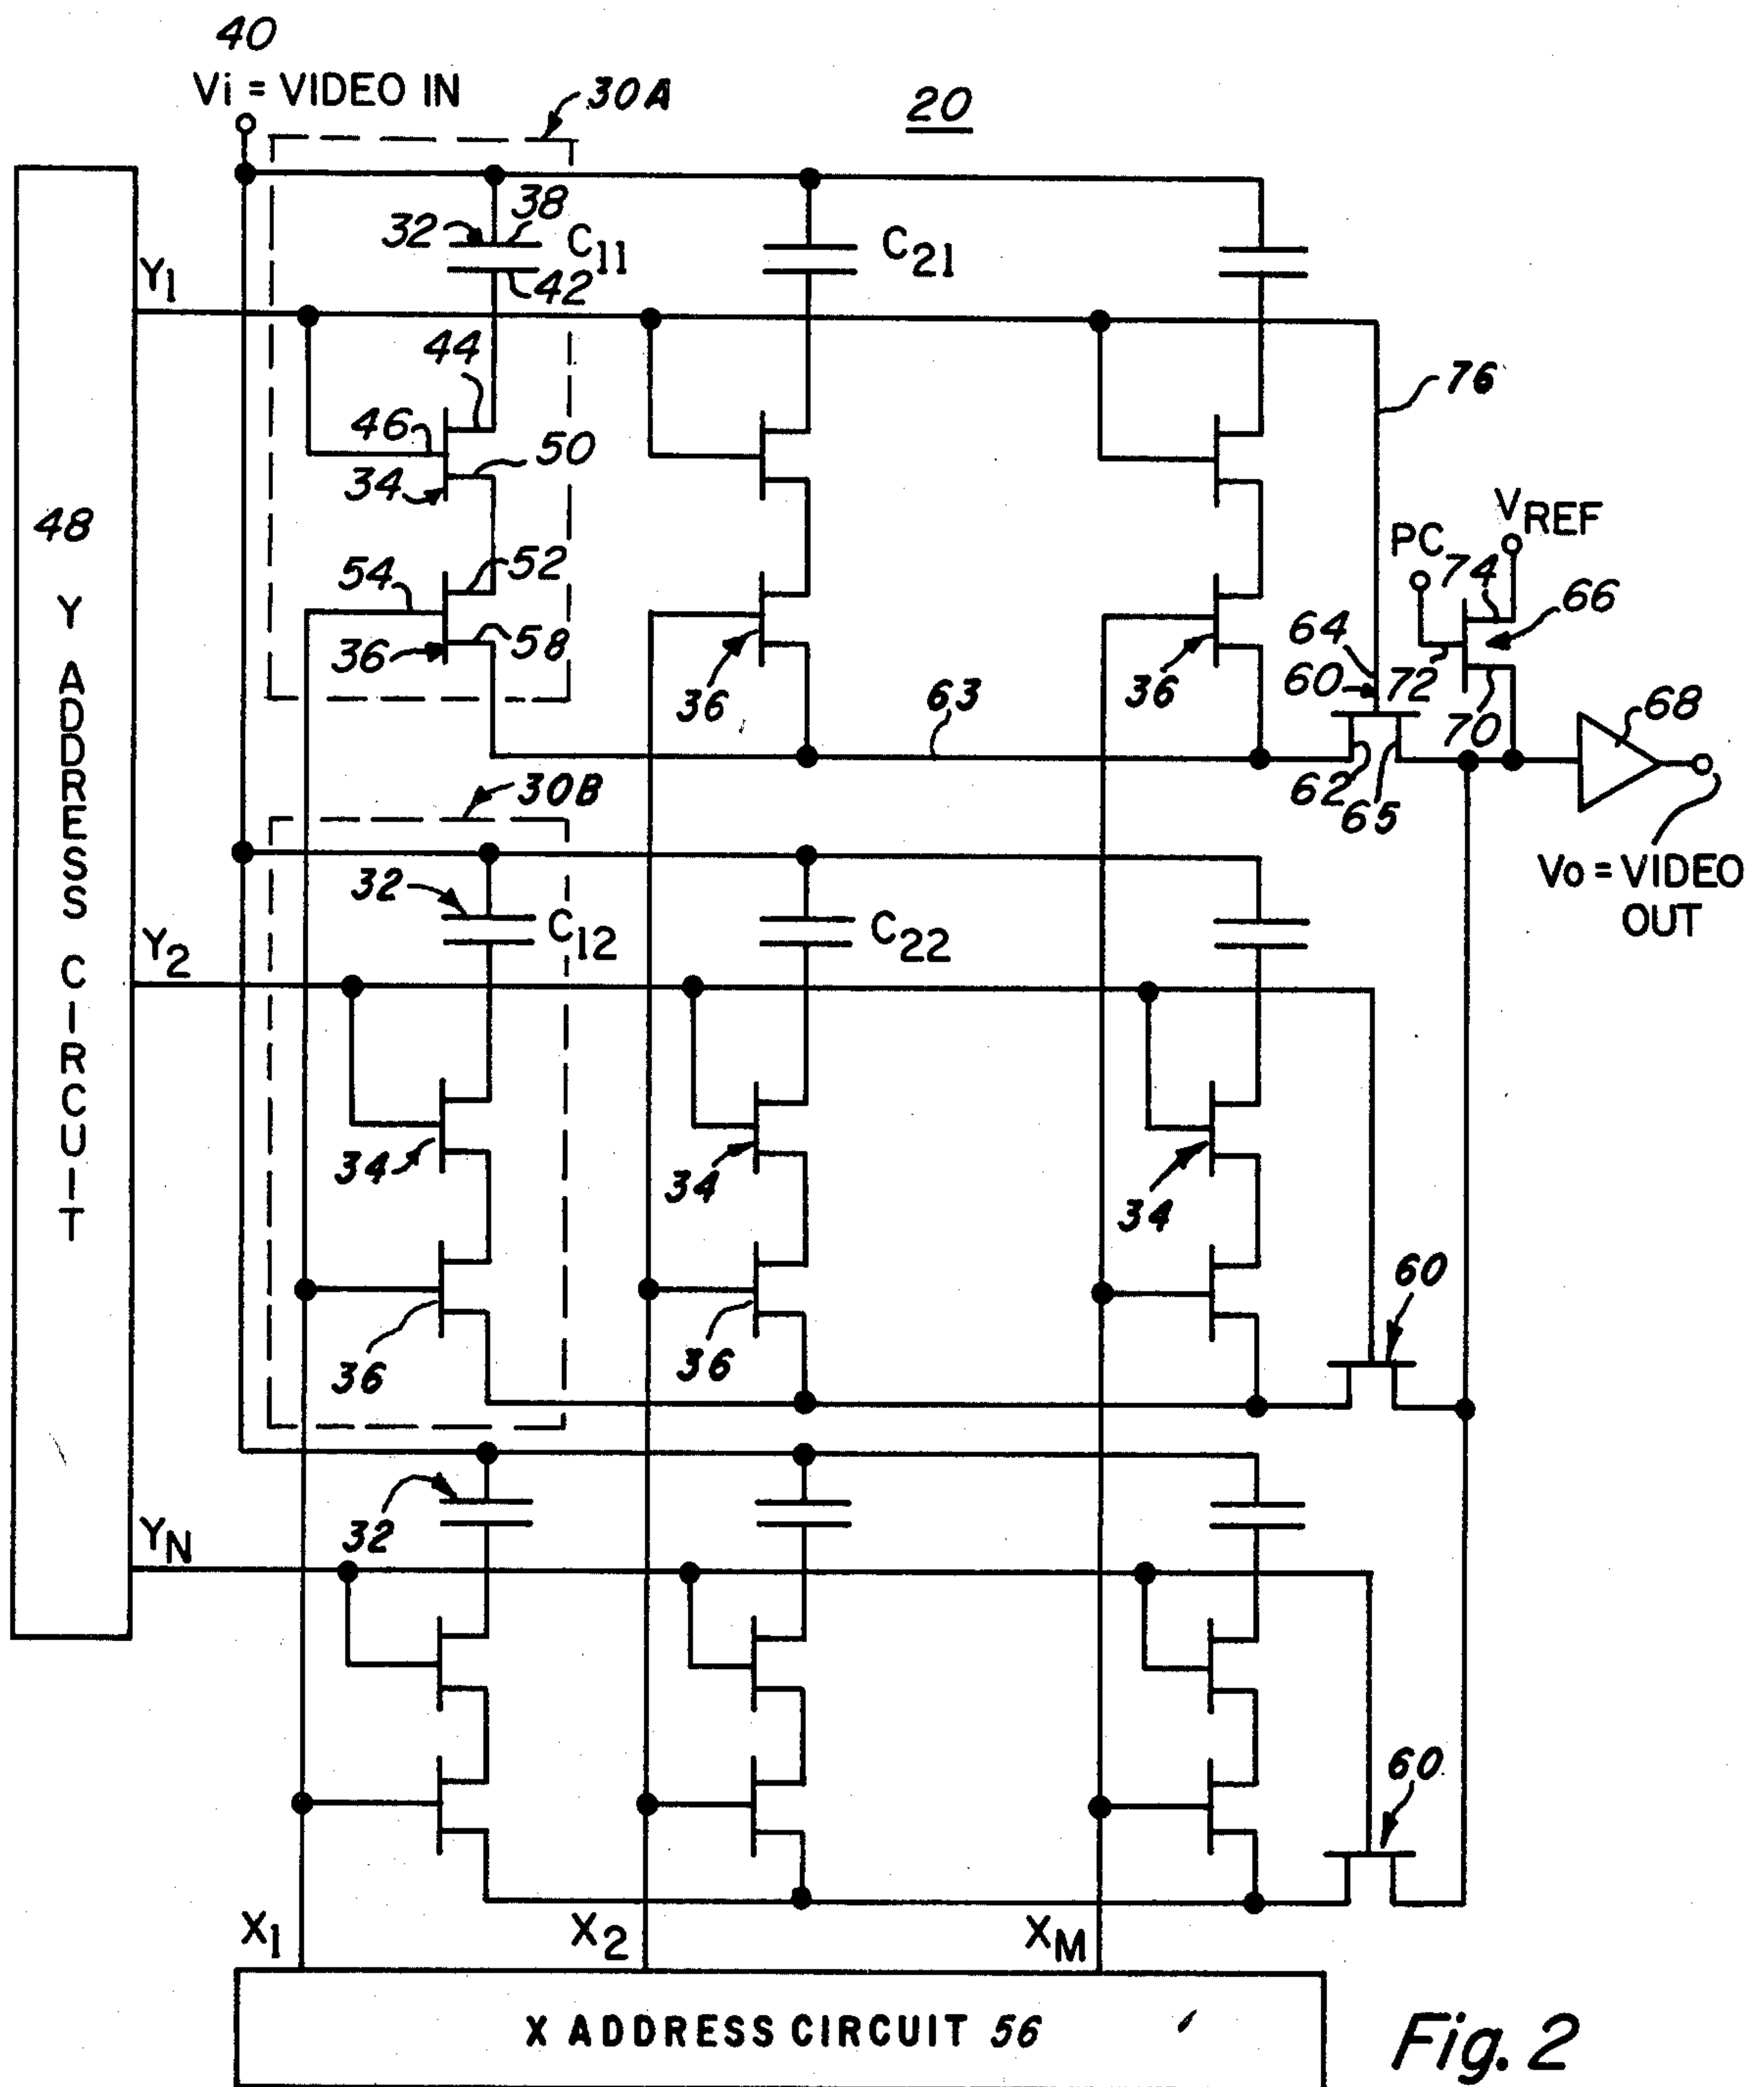 40
Vi = VIDEO IN
30A
20
32
38
C11
42
C21
Y1
44
46
50
34
76
48 Y ADDRESS CIRCUIT
54
52
58
36
36
36
63
PC
VREF
74
66
64
60
72
70
62
65
68
Vo = VIDEO
OUT
30B
32
C12
C22
Y2
34
34
34
36
36
60
32
YN
60
X1
X2
XM
X ADDRESS CIRCUIT 56
Fig. 2